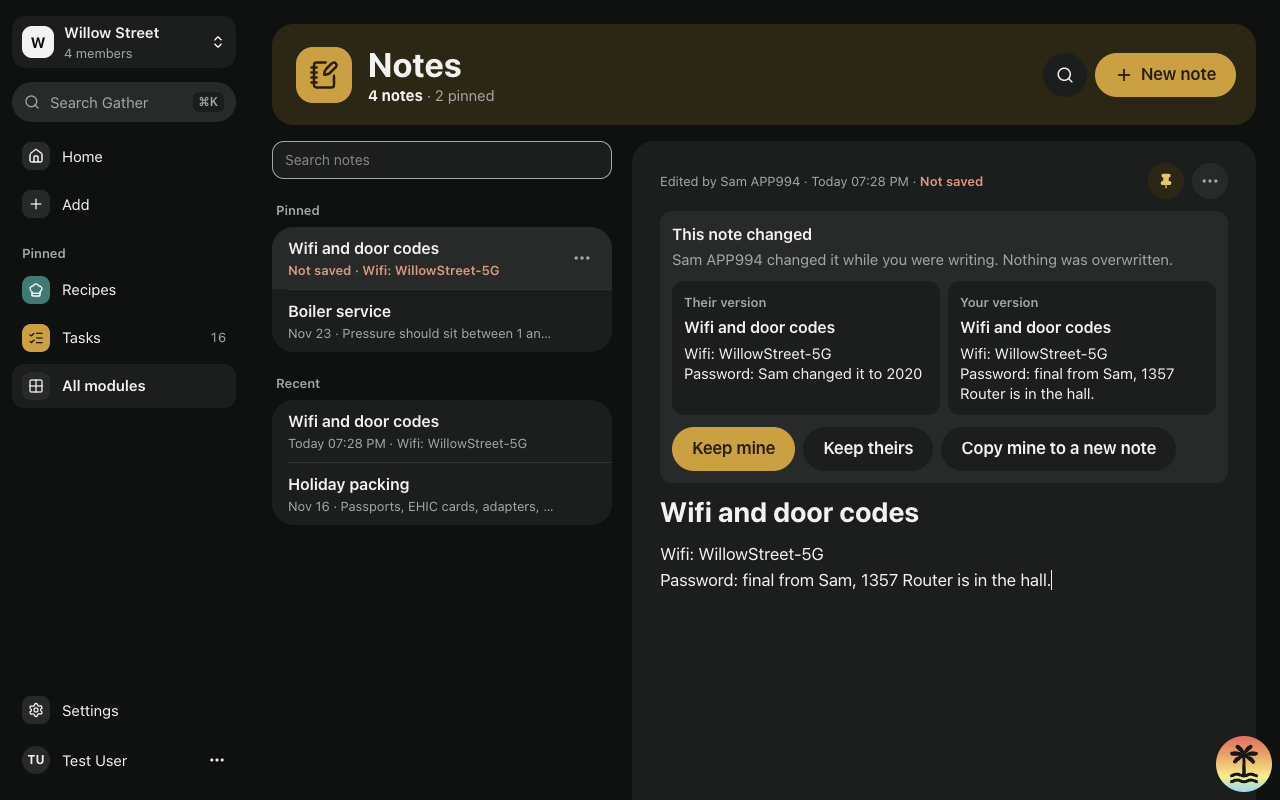 W
Willow Street
4 members
Search Gather
⌘K
Home
Add
Pinned
Recipes
Tasks
16
All modules
Settings
TU
Test User
Notes
4 notes · 2 pinned
New note
Search notes
Pinned
Wifi and door codes
Not saved · Wifi: WillowStreet-5G
Boiler service
Nov 23 · Pressure should sit between 1 an...
Recent
Wifi and door codes
Today 07:28 PM · Wifi: WillowStreet-5G
Holiday packing
Nov 16 · Passports, EHIC cards, adapters, ...
Edited by Sam APP994 · Today 07:28 PM · Not saved
This note changed
Sam APP994 changed it while you were writing. Nothing was overwritten.
Their version
Wifi and door codes
Wifi: WillowStreet-5G
Password: Sam changed it to 2020
Your version
Wifi and door codes
Wifi: WillowStreet-5G
Password: final from Sam, 1357
Router is in the hall.
Keep mine
Keep theirs
Copy mine to a new note
Wifi and door codes
Wifi: WillowStreet-5G
Password: final from Sam, 1357 Router is in the hall.